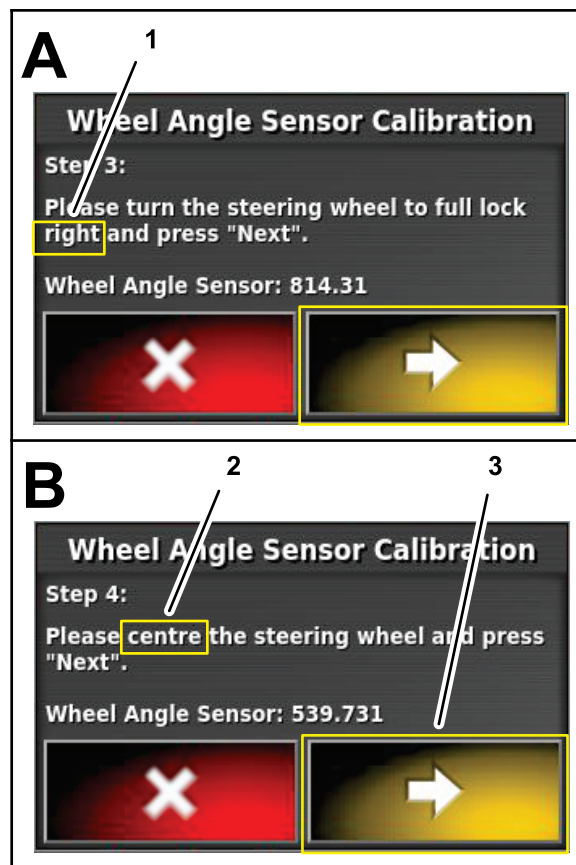 1
A
Wheel Angle Sensor Calibration
Step 3:
Please turn the steering wheel to full lock
right and press "Next".
Wheel Angle Sensor: 814.31
2
3
B
Wheel Angle Sensor Calibration
Step 4:
Please centre the steering wheel and press
"Next".
Wheel Angle Sensor: 539.731